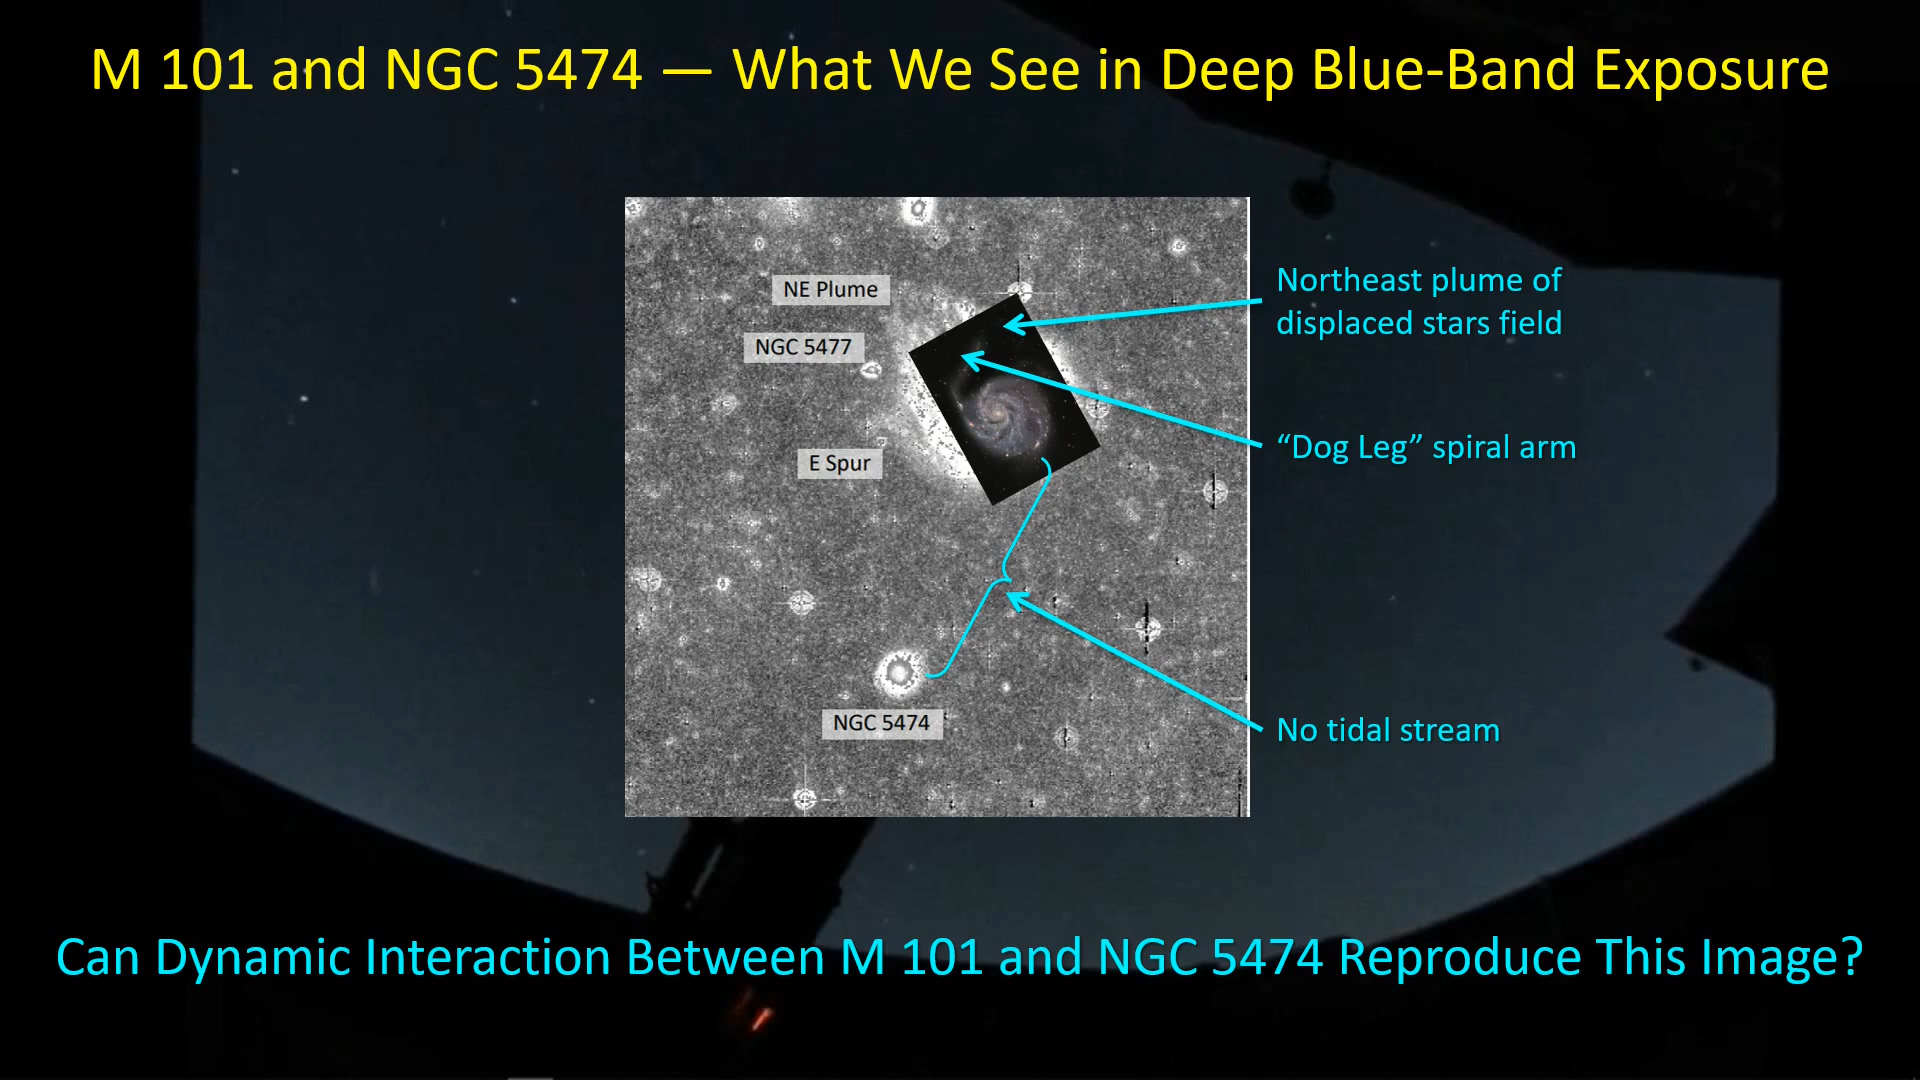 M 101 and NGC 5474 — What We See in Deep Blue-Band Exposure
NE Plume
NGC 5477
E Spur
NGC 5474
Northeast plume of
displaced stars field
“Dog Leg” spiral arm
No tidal stream
Can Dynamic Interaction Between M 101 and NGC 5474 Reproduce This Image?